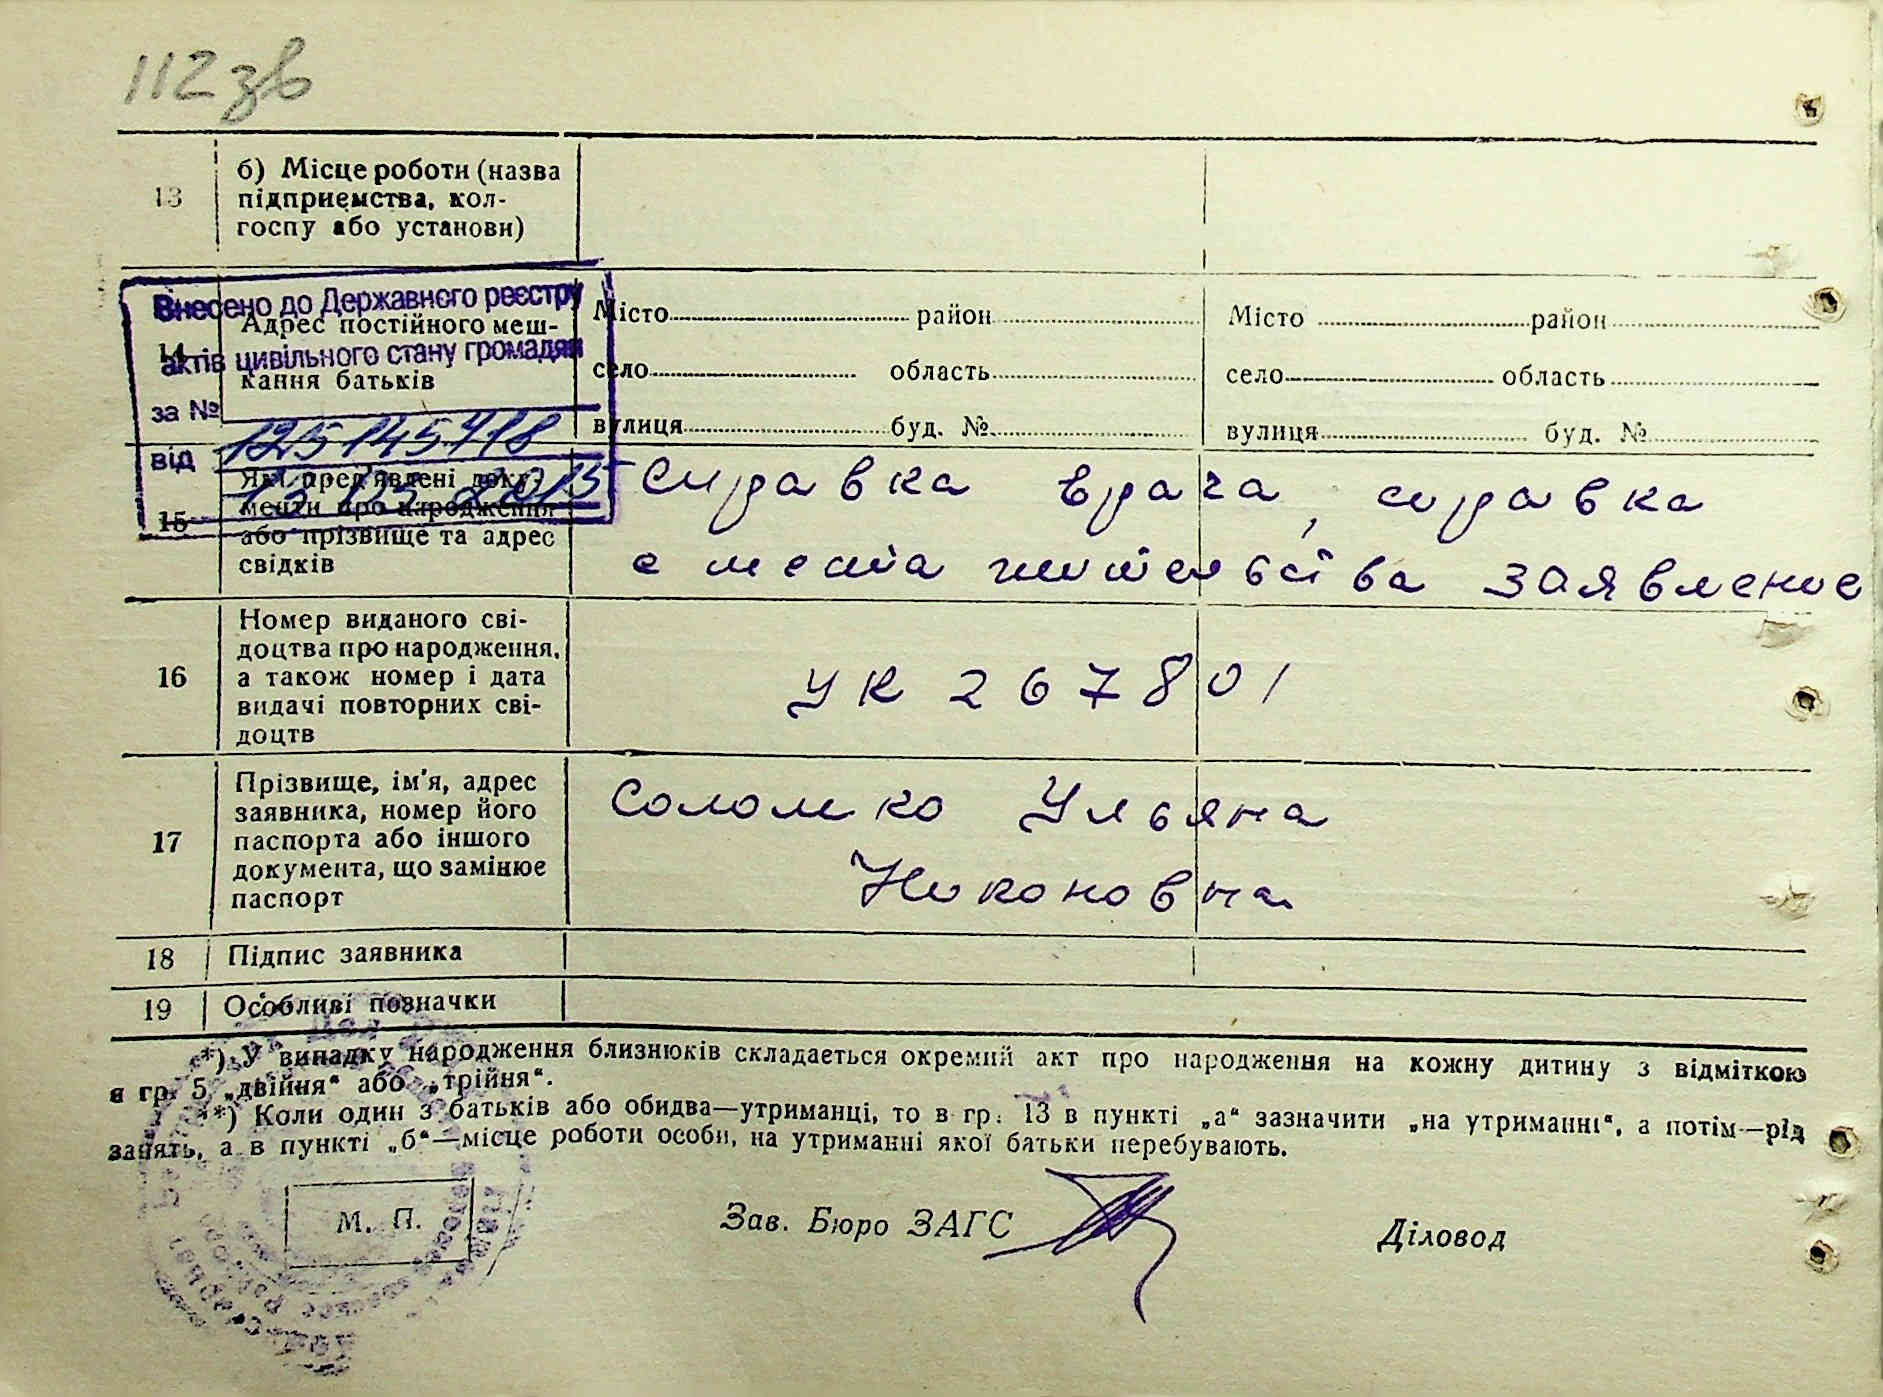 112 зв
13 б) Місце роботи (назва
підприємства, кол-
госпу або установи)
Внесено до Державного реєстру
актів цивільного стану громадян
за №
від
14 Адрес постійного меш-
кання батьків
Місто район Місто район
село область село область
вулиця буд. № вулиця буд. №
15 Які пред'явлені доку-
менти про народження
або прізвище та адрес
свідків
справка врача, справка
с места жительства заявление
16 Номер виданого сві-
доцтва про народження,
а також номер і дата
видачі повторних сві-
доцтв
УК 267801
17 Прізвище, ім'я, адрес
заявника, номер його
паспорта або іншого
документа, що замінює
паспорт
Соломко Ульяна
Никоновна
18 Підпис заявника
19 Особливі позначки
*) У випадку народження близнюків складається окремий акт про народження на кожну дитину з відміткою
в гр. 5 „двійня“ або „трійня“.
**) Коли один з батьків або обидва—утриманці, то в гр. 13 в пункті „а“ зазначити „на утриманні“, а потім—рід
занять, а в пункті „б“—місце роботи особи, на утриманні якої батьки перебувають.
М. П. Зав. Бюро ЗАГС Діловод